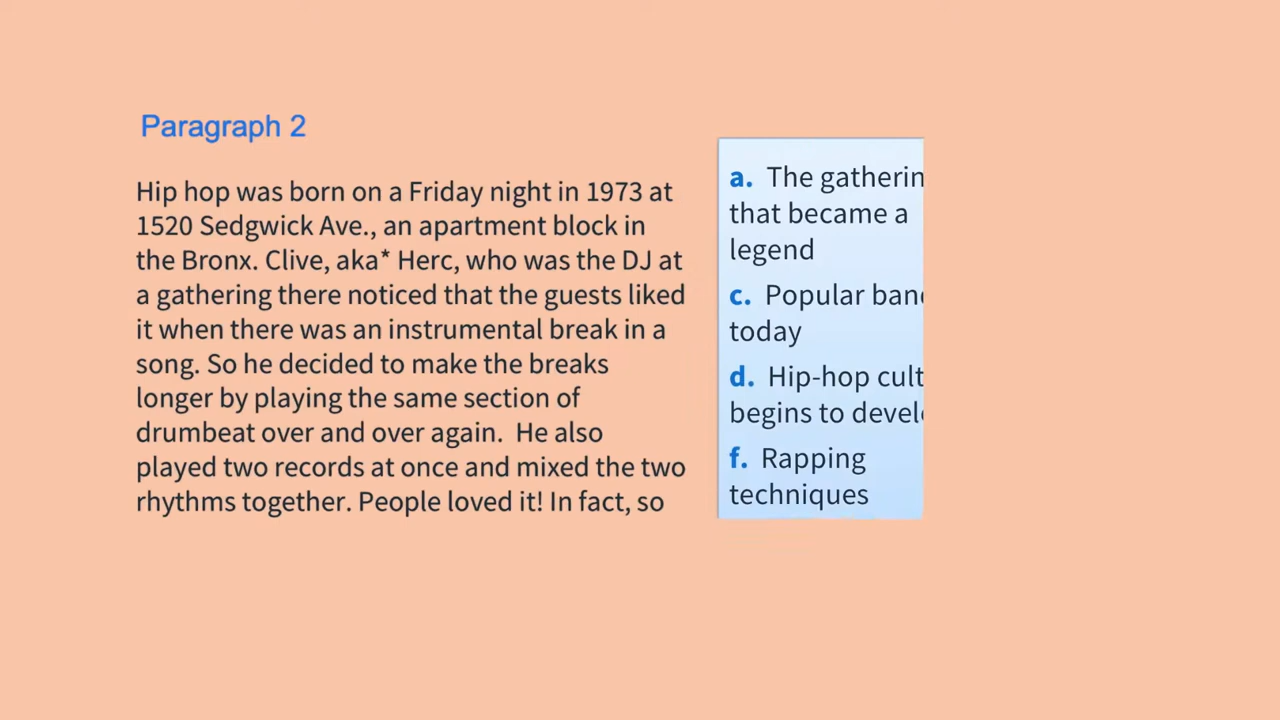 Paragraph 2
Hip hop was born on a Friday night in 1973 at
1520 Sedgwick Ave., an apartment block in
the Bronx. Clive, aka* Herc, who was the DJ at
a gathering there noticed that the guests liked
it when there was an instrumental break in a
song. So he decided to make the breaks
longer by playing the same section of
drumbeat over and over again. He also
played two records at once and mixed the two
rhythms together. People loved it! In fact, so
a. The
that became a
legend
c. Popular
today
d. Hip-hop
begins to
f. Rapping
techniques